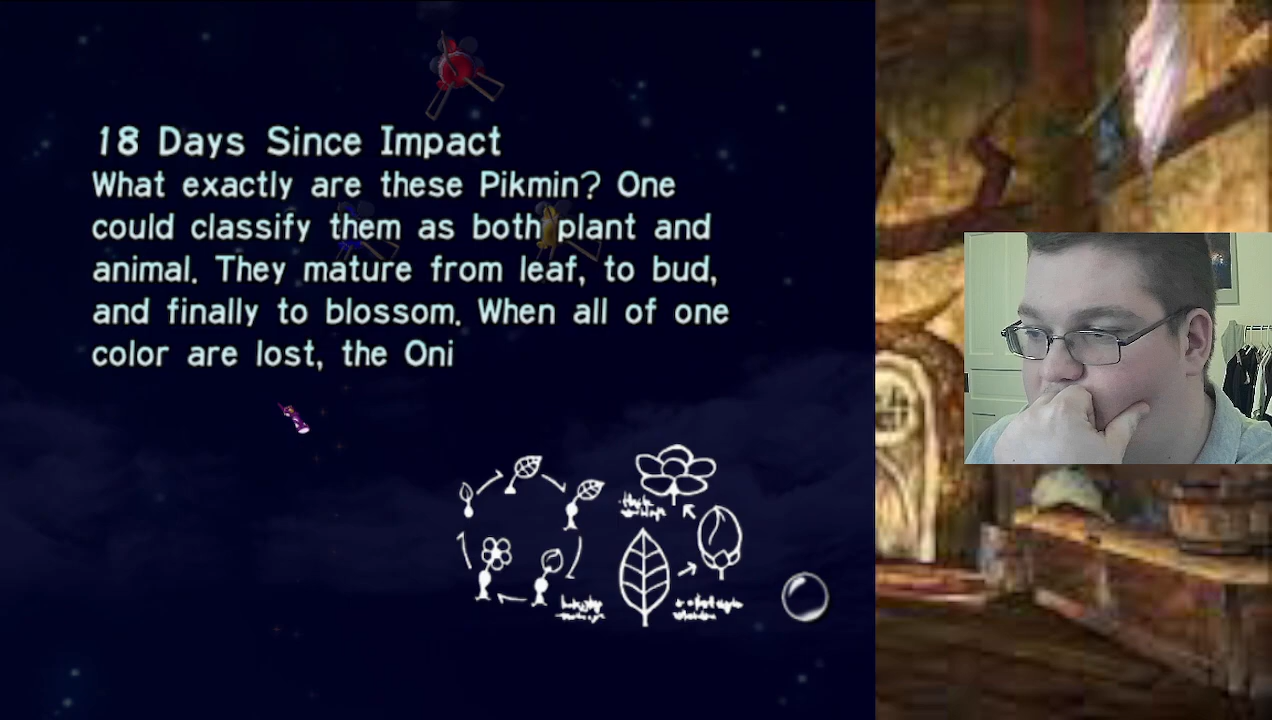 18 Days Since Impact
What exactly are these Pikmin? One
could classify them as both plant and
animal. They mature from leaf, to bud,
and finally to blossom. When all of one
color are lost, the Oni